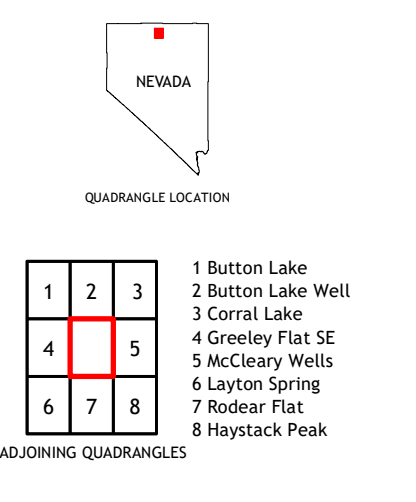 NEVADA
QUADRANGLE LOCATION
1 2 3
4 5
6 7 8
ADJOINING QUADRANGLES
1 Button Lake
2 Button Lake Well
3 Corral Lake
4 Greeley Flat SE
5 McCleary Wells
6 Layton Spring
7 Rodear Flat
8 Haystack Peak